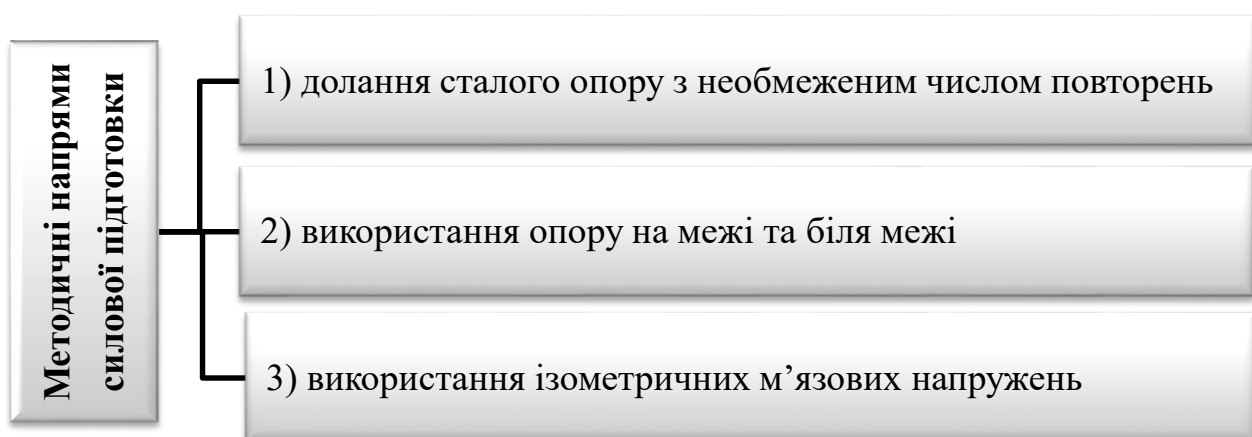 Методичні напрями
силової підготовки
1) долання сталого опору з необмеженим числом повторень
2) використання опору на межі та біля межі
3) використання ізометричних м’язових напружень